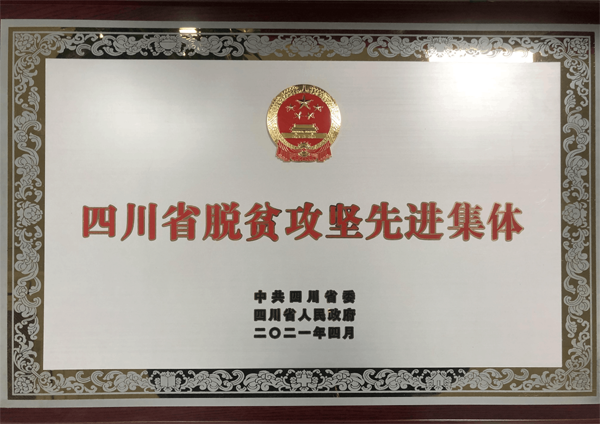 四川省脱贫攻坚先进集体
中共四川省委
四川省人民政府
二〇二一年四月